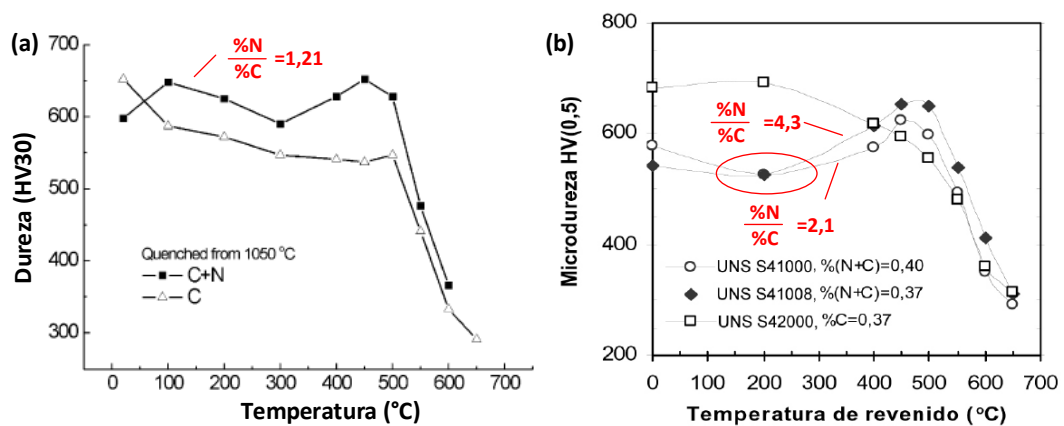 (a)
700
600
500
400
300
0 100 200 300 400 500 600 700
Dureza (HV30)
Temperatura (°C)
%N
%C
=1,21
Quenched from 1050 °C
C+N
C
(b)
800
600
400
200
0 100 200 300 400 500 600 700
Microdureza HV(0,5)
Temperatura de revenido (°C)
%N
%C
=4,3
%N
%C
=2,1
UNS S41000, %(N+C)=0,40
UNS S41008, %(N+C)=0,37
UNS S42000, %C=0,37